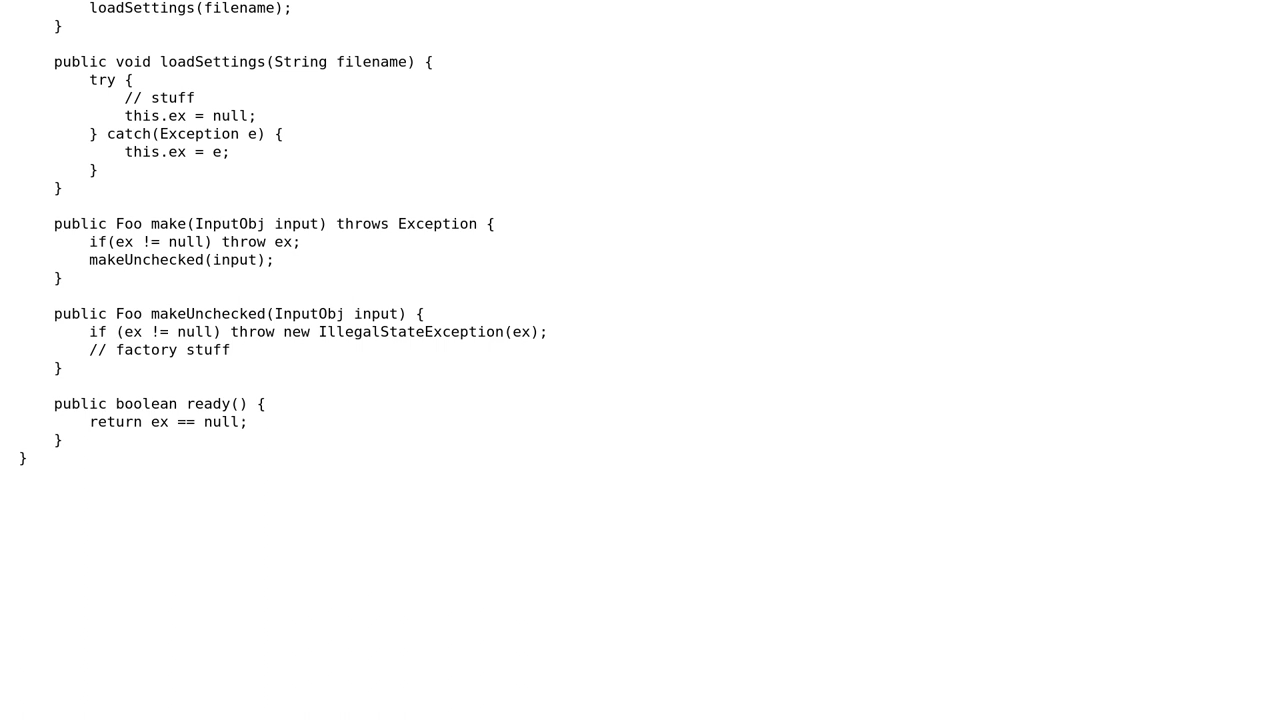 loadSettings(filename);
    }

    public void loadSettings(String filename) {
        try {
            // stuff
            this.ex = null;
        } catch(Exception e) {
            this.ex = e;
        }
    }

    public Foo make(InputObj input) throws Exception {
        if(ex != null) throw ex;
        makeUnchecked(input);
    }

    public Foo makeUnchecked(InputObj input) {
        if (ex != null) throw new IllegalStateException(ex);
        // factory stuff
    }

    public boolean ready() {
        return ex == null;
    }
}